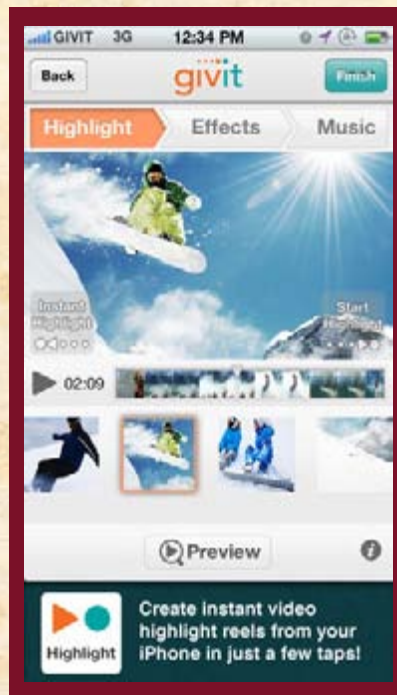 GIVIT 3G 12:34 PM
Back
givit
Finish
Highlight
Effects
Music
Instant
Highlight
Start
Highlight
02:09
Preview
Create instant video
highlight reels from your
iPhone in just a few taps!
Highlight